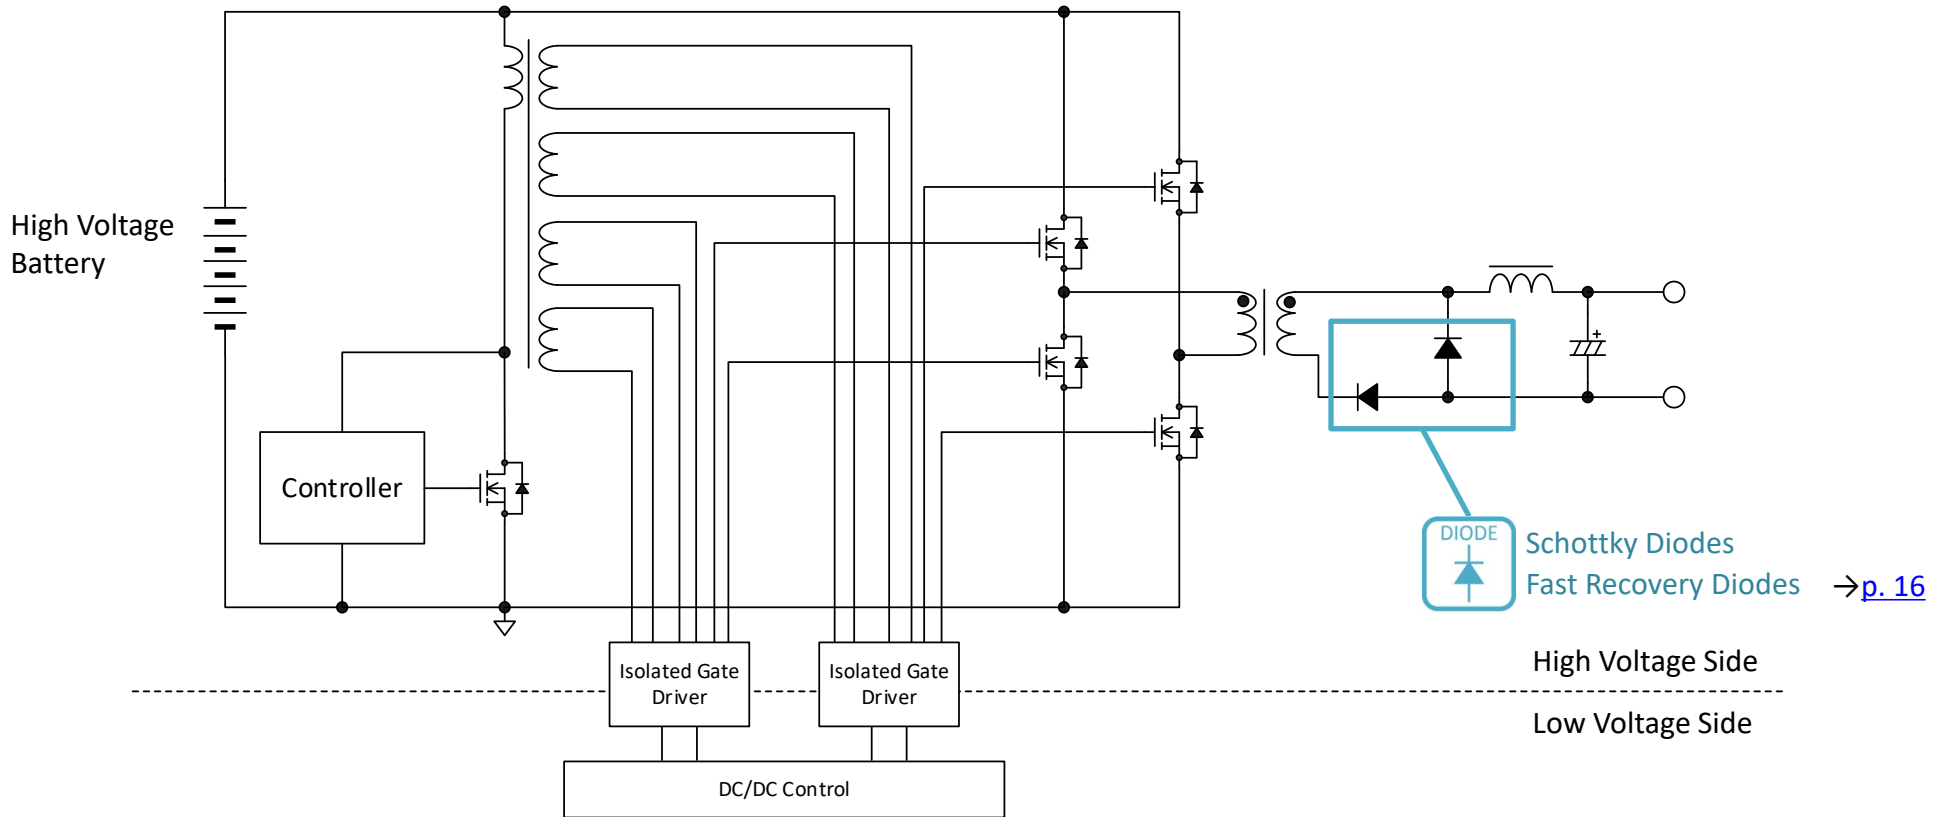 High Voltage
Battery
Controller
DIODE
Schottky Diodes
Fast Recovery Diodes →p. 16
High Voltage Side
Isolated Gate
Driver
Isolated Gate
Driver
Low Voltage Side
DC/DC Control